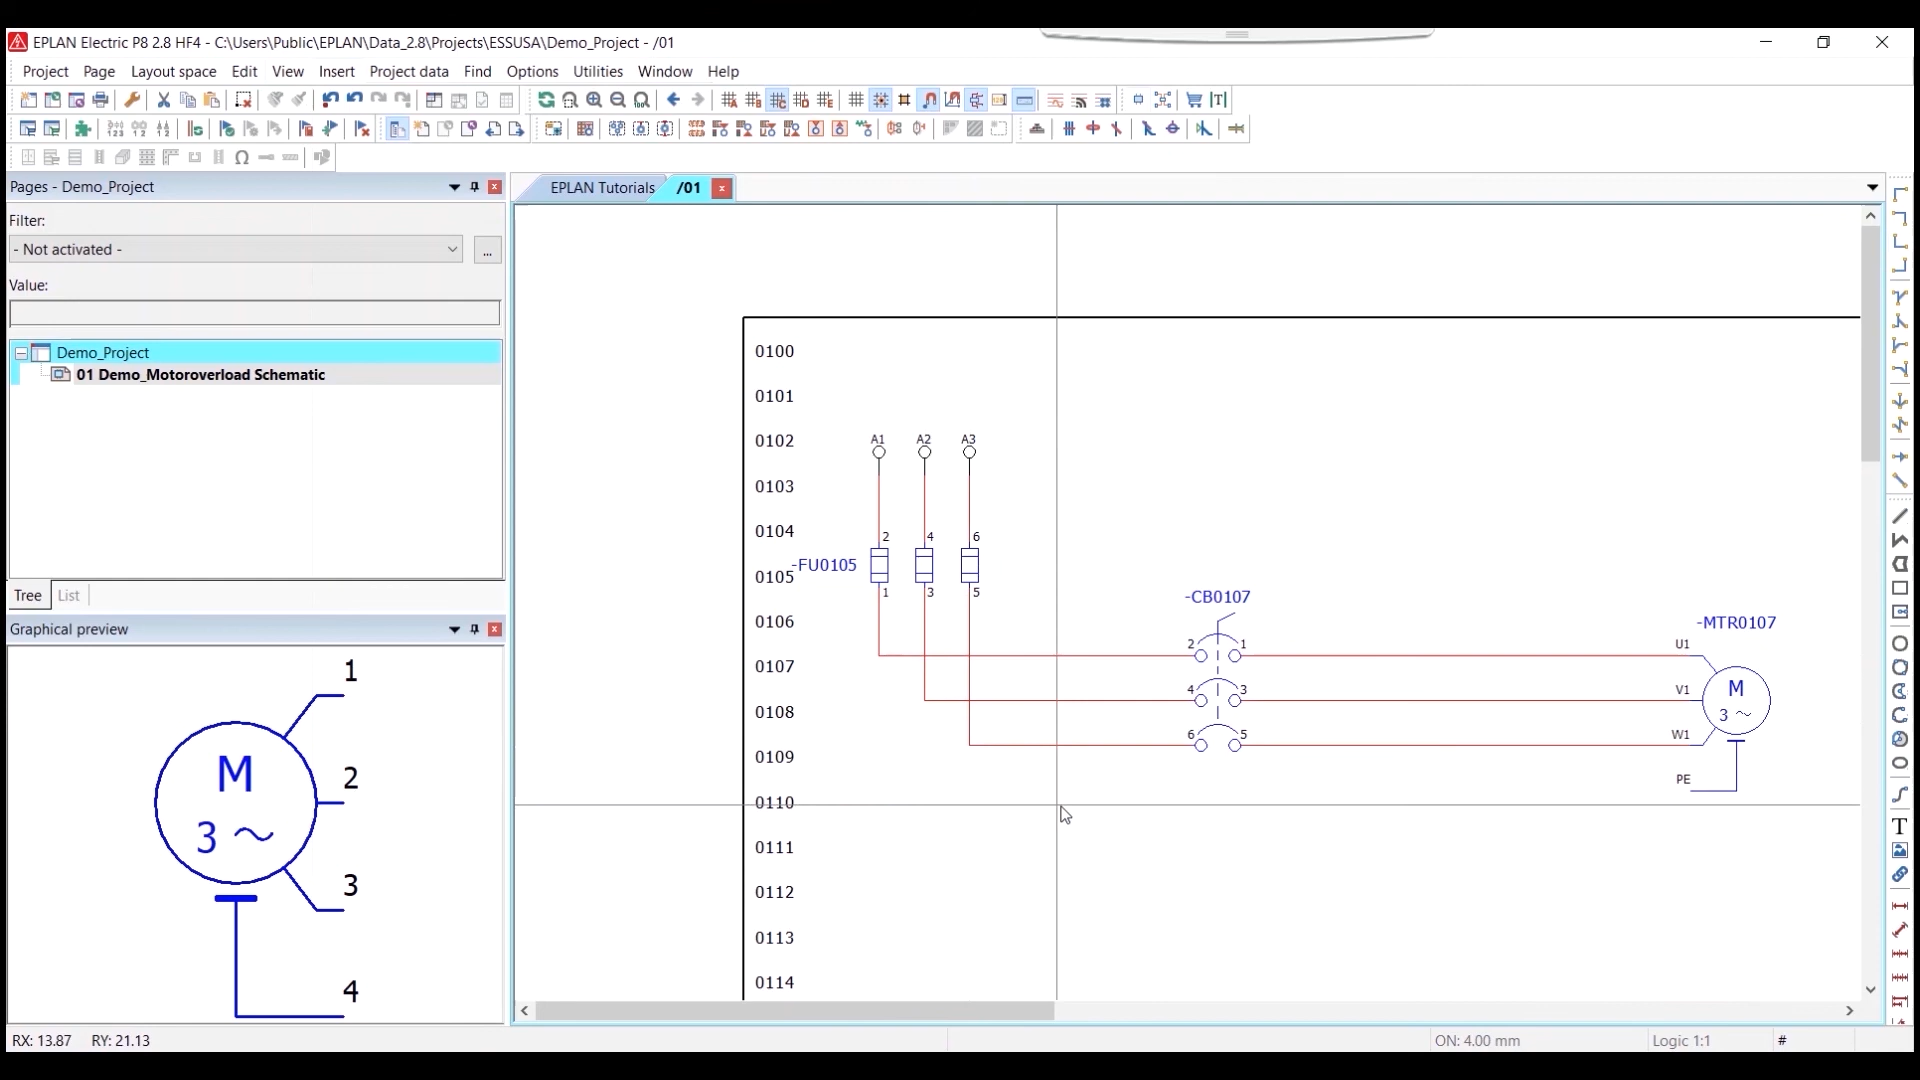 EPLAN Electric P8 2.8 HF4 - C:\Users\Public\EPLAN\Data_2.8\Projects\ESSUSA\Demo_Project - /01
Project Page Layout space Edit View Insert Project data Find Options Utilities Window Help
Pages - Demo_Project
EPLAN Tutorials /01
Filter:
- Not activated -
...
Value:
Demo_Project
01 Demo_Motoroverload Schematic
Tree List
Graphical preview
M
3 ~
1
2
3
4
0100
0101
0102
A1 A2 A3
0103
0104
2 4 6
0105 -FU0105
1 3 5
0106
0107
0108
0109
0110
0111
0112
0113
0114
-CB0107
2 1
4 3
6 5
-MTR0107
U1
V1
W1
PE
M
3 ~
RX: 13.87 RY: 21.13
ON: 4.00 mm
Logic 1:1
#